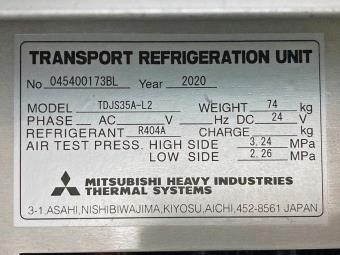 TRANSPORT REFRIGERATION UNIT
No 045400173BL Year 2020
MODEL TDJS35A-L2 WEIGHT 74 kg
PHASE AC V Hz DC 24 V
REFRIGERANT R404A CHARGE kg
AIR TEST PRESS. HIGH SIDE 3.24 MPa
LOW SIDE 2.26 MPa
MITSUBISHI HEAVY INDUSTRIES
THERMAL SYSTEMS
3-1,ASAHI,NISHIBIWAJIMA,KIYOSU,AICHI,452-8561 JAPAN